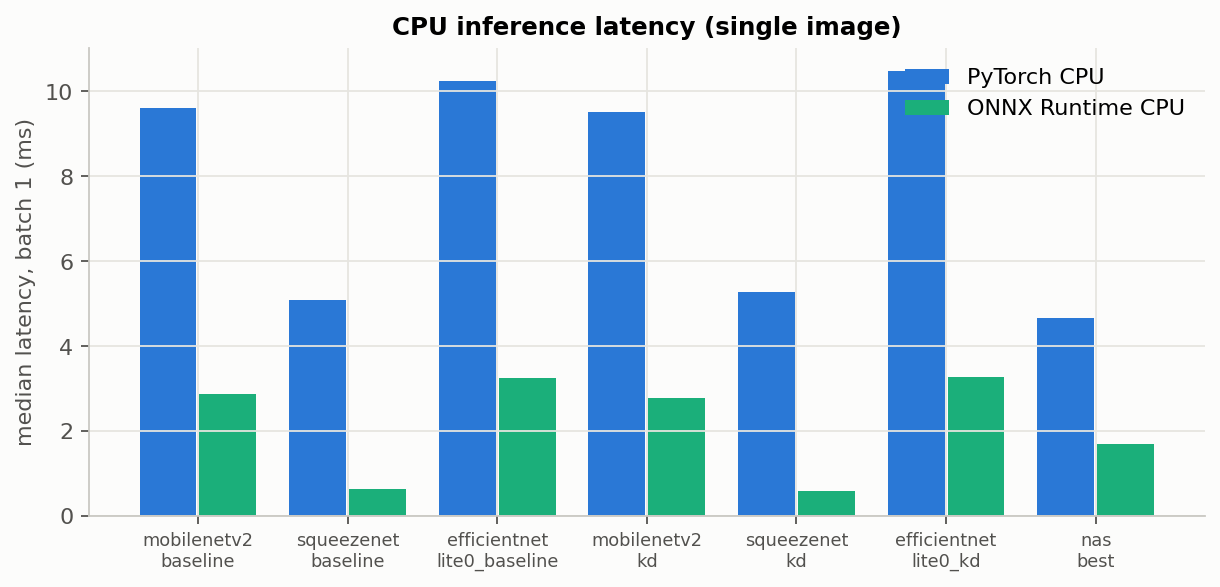 CPU inference latency (single image)
PyTorch CPU
ONNX Runtime CPU
median latency, batch 1 (ms)
10
8
6
4
2
0
mobilenetv2
baseline
squeezenet
baseline
efficientnet
lite0_baseline
mobilenetv2
kd
squeezenet
kd
efficientnet
lite0_kd
nas
best